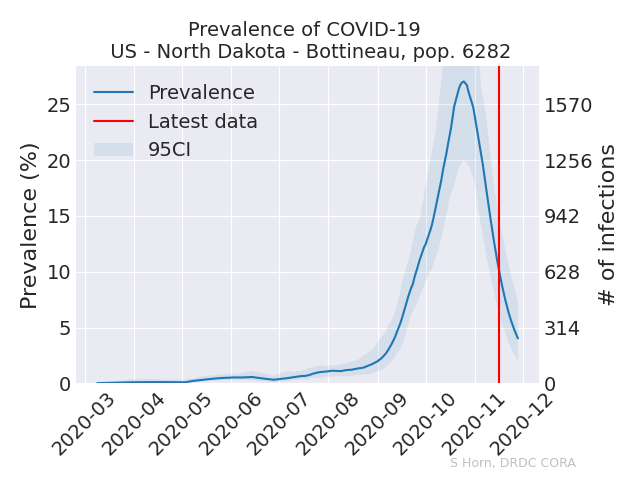 Prevalence of COVID-19
US - North Dakota - Bottineau, pop. 6282
Prevalence
Latest data
95CI
Prevalence (%)
25
20
15
10
5
0
1570
1256
942
628
314
0
# of infections
2020-03
2020-04
2020-05
2020-06
2020-07
2020-08
2020-09
2020-10
2020-11
2020-12
S Horn, DRDC CORA